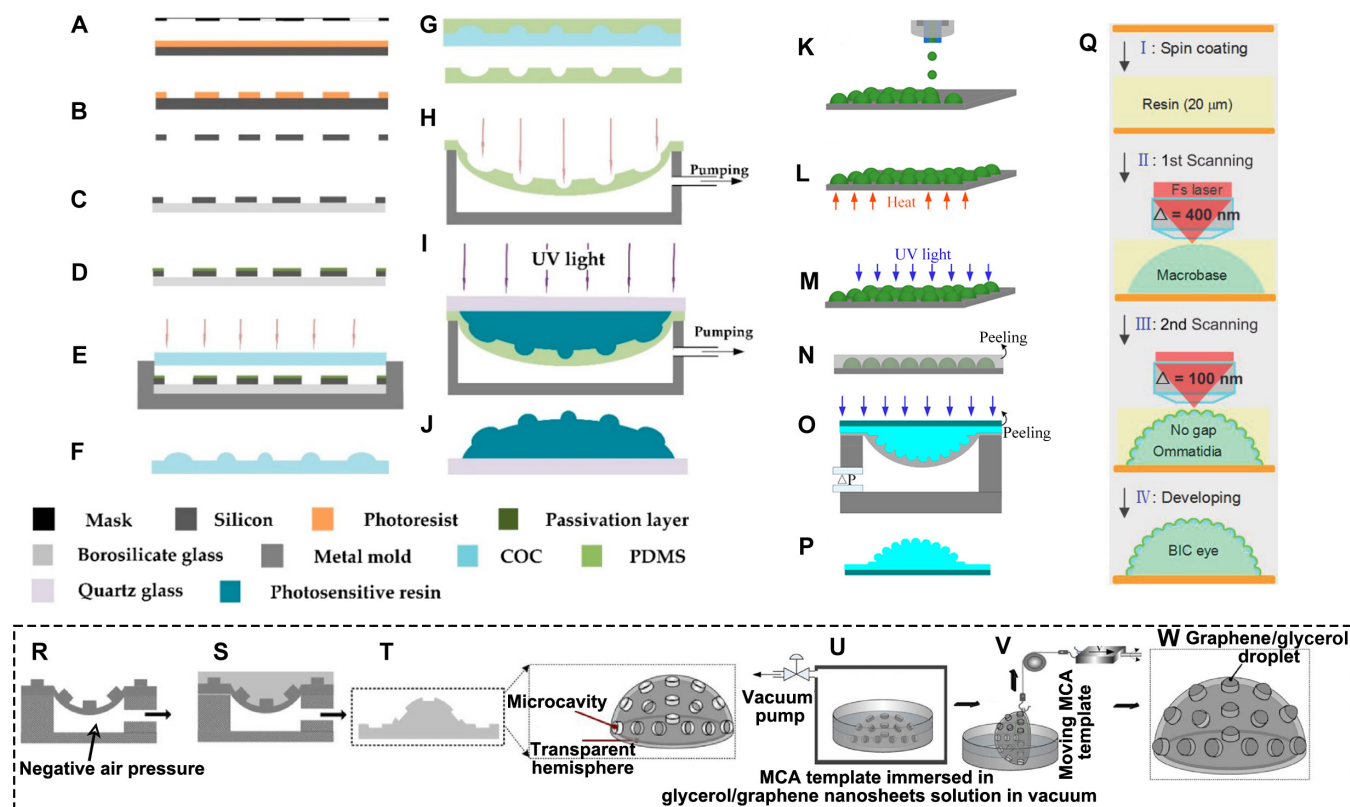 A
B
C
D
E
F
G
H
Pumping
I
UV light
Pumping
J
Mask
Silicon
Photoresist
Passivation layer
Borosilicate glass
Metal mold
COC
PDMS
Quartz glass
Photosensitive resin
K
L
Heat
M
UV light
N
Peeling
O
Peeling
△P
P
Q
I : Spin coating
Resin (20 μm)
II : 1st Scanning
Fs laser
△ = 400 nm
Macrobase
III : 2nd Scanning
△ = 100 nm
No gap
Ommatidia
IV : Developing
BIC eye
R
Negative air pressure
S
T
Microcavity
Transparent
hemisphere
U
Vacuum
pump
MCA template immersed in
glycerol/graphene nanosheets solution in vacuum
V
V
Moving MCA
template
W
Graphene/glycerol
droplet